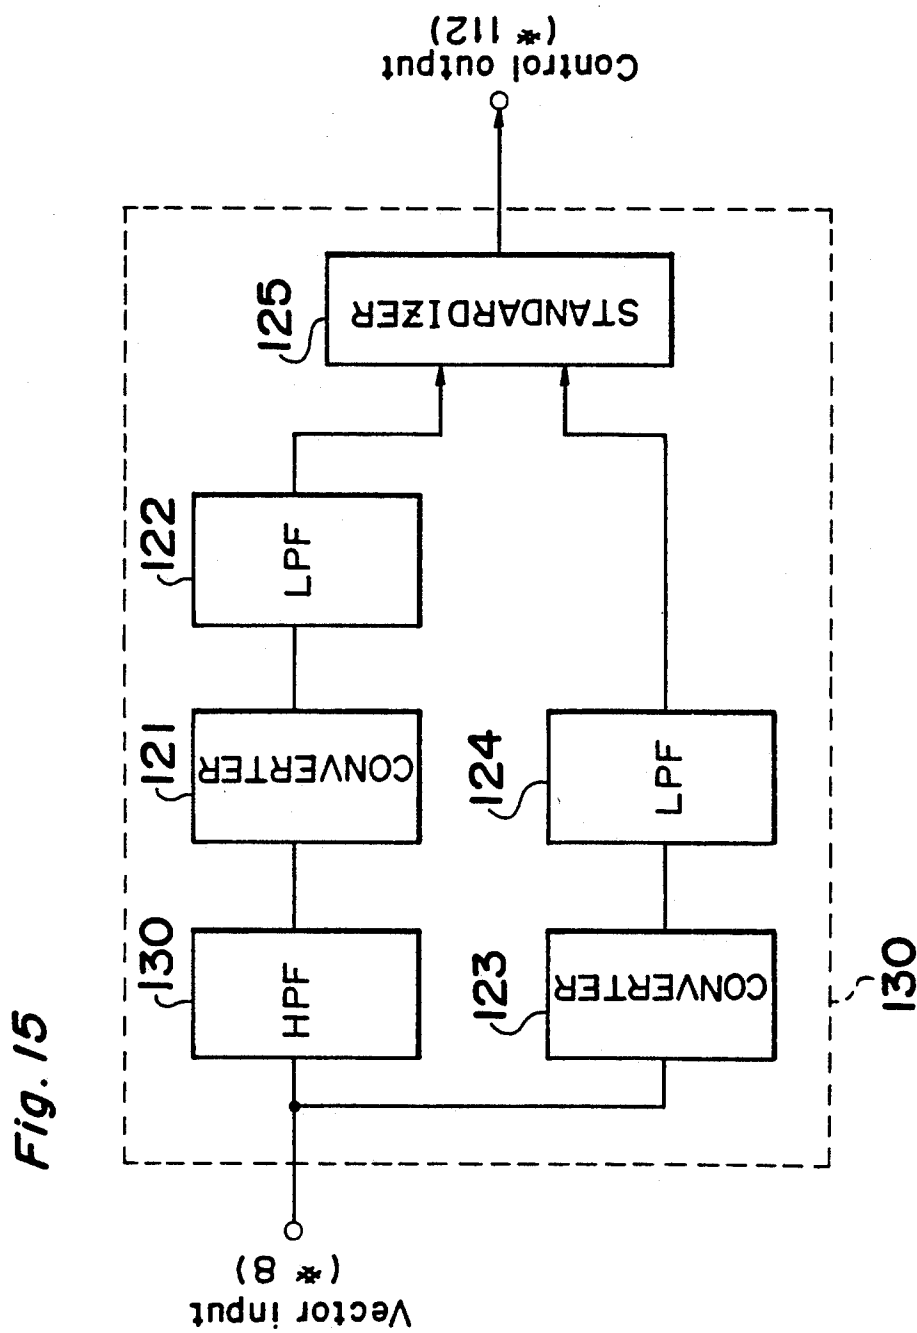 Fig. 15
Vector input
(* 8)
130
HPF
121
CONVERTER
122
LPF
123
CONVERTER
124
LPF
125
STANDARDIZER
Control output
(* 112)
130